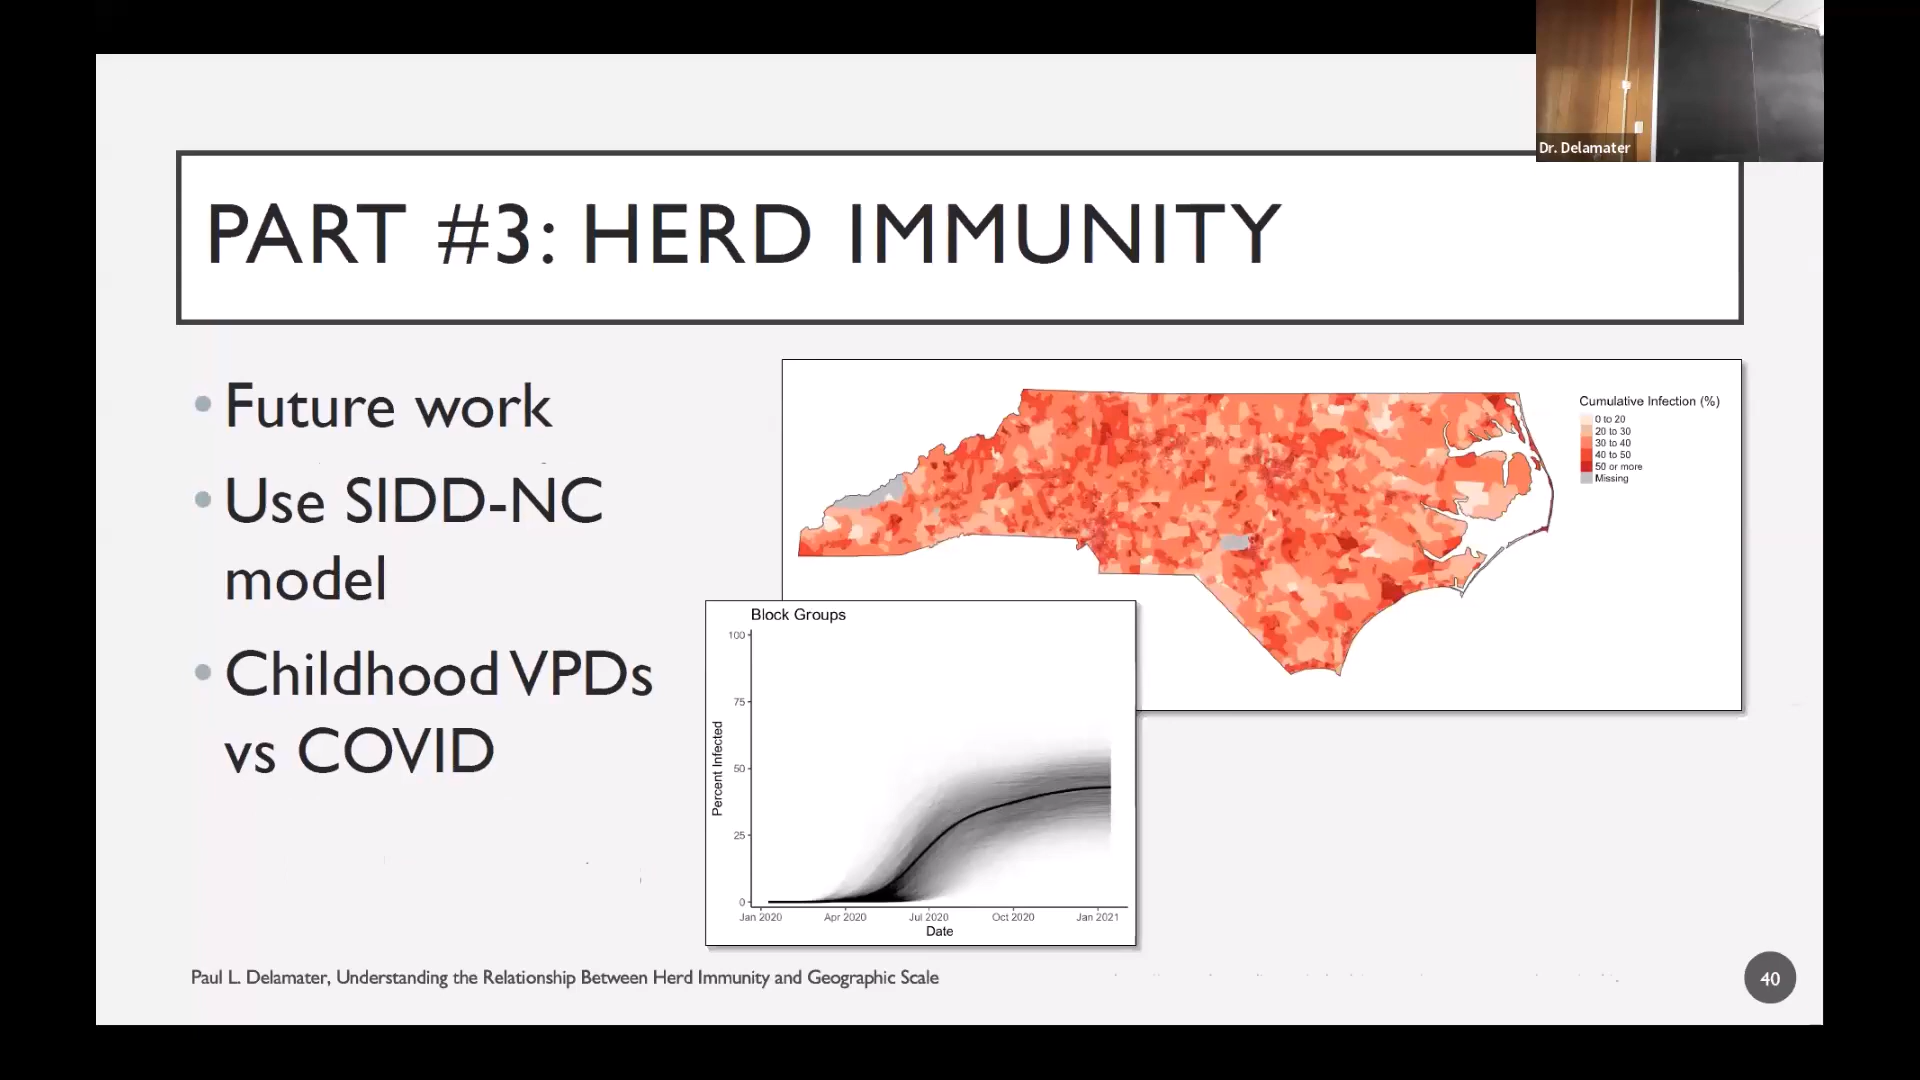 Dr. Delamater
PART #3: HERD IMMUNITY
• Future work
• Use SIDD-NC
model
• Childhood VPDs
vs COVID
Cumulative Infection (%)
0 to 20
20 to 30
30 to 40
40 to 50
50 or more
Missing
Block Groups
100
75
50
25
0
Percent Infected
Jan 2020 Apr 2020 Jul 2020 Oct 2020 Jan 2021
Date
Paul L. Delamater, Understanding the Relationship Between Herd Immunity and Geographic Scale
40